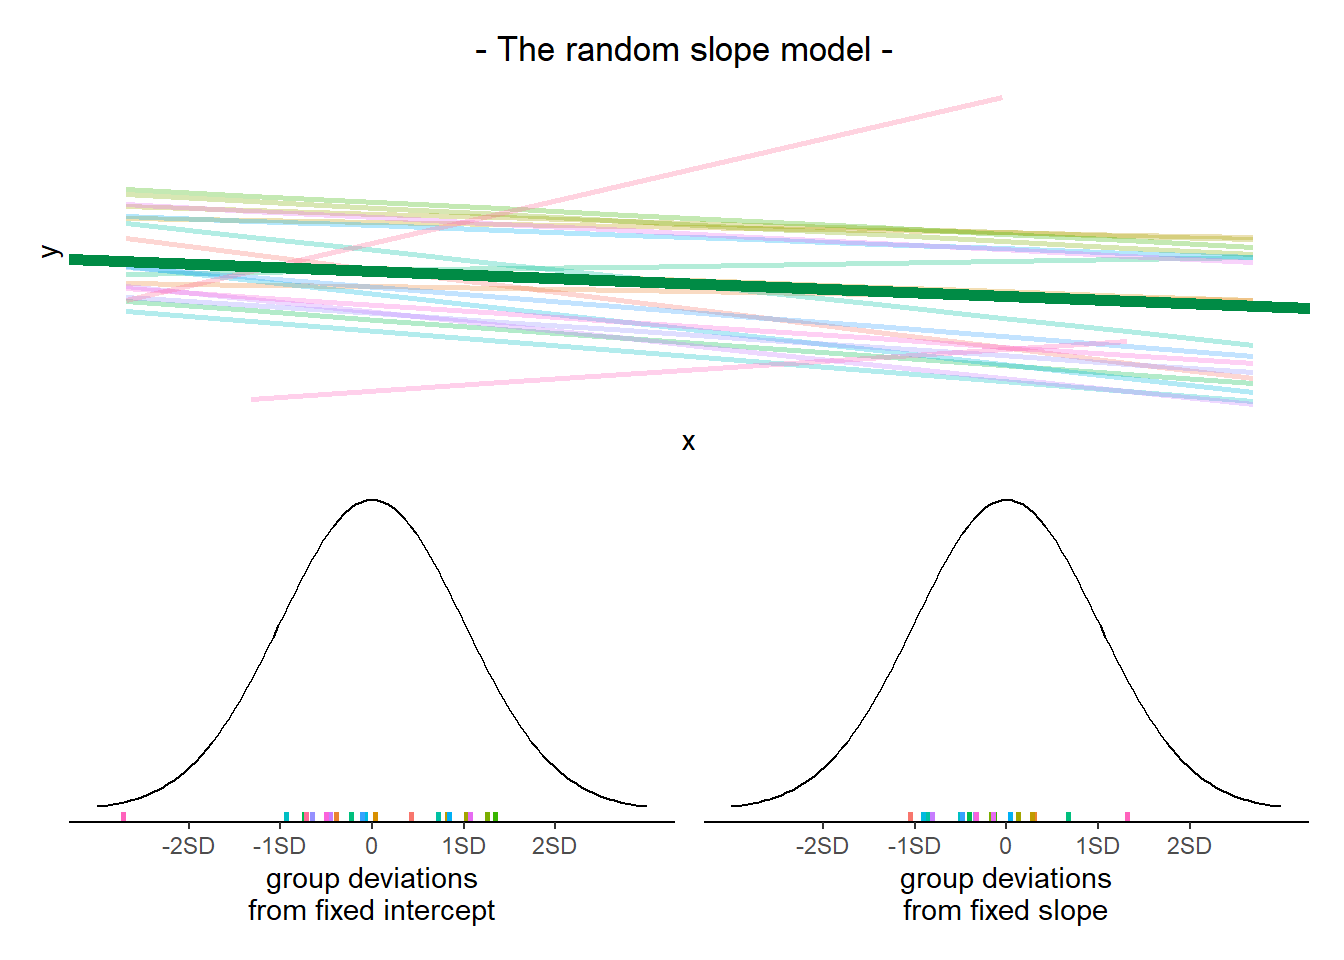 - The random slope model -
y
x
-2SD -1SD 0 1SD 2SD
group deviations
from fixed intercept
-2SD -1SD 0 1SD 2SD
group deviations
from fixed slope